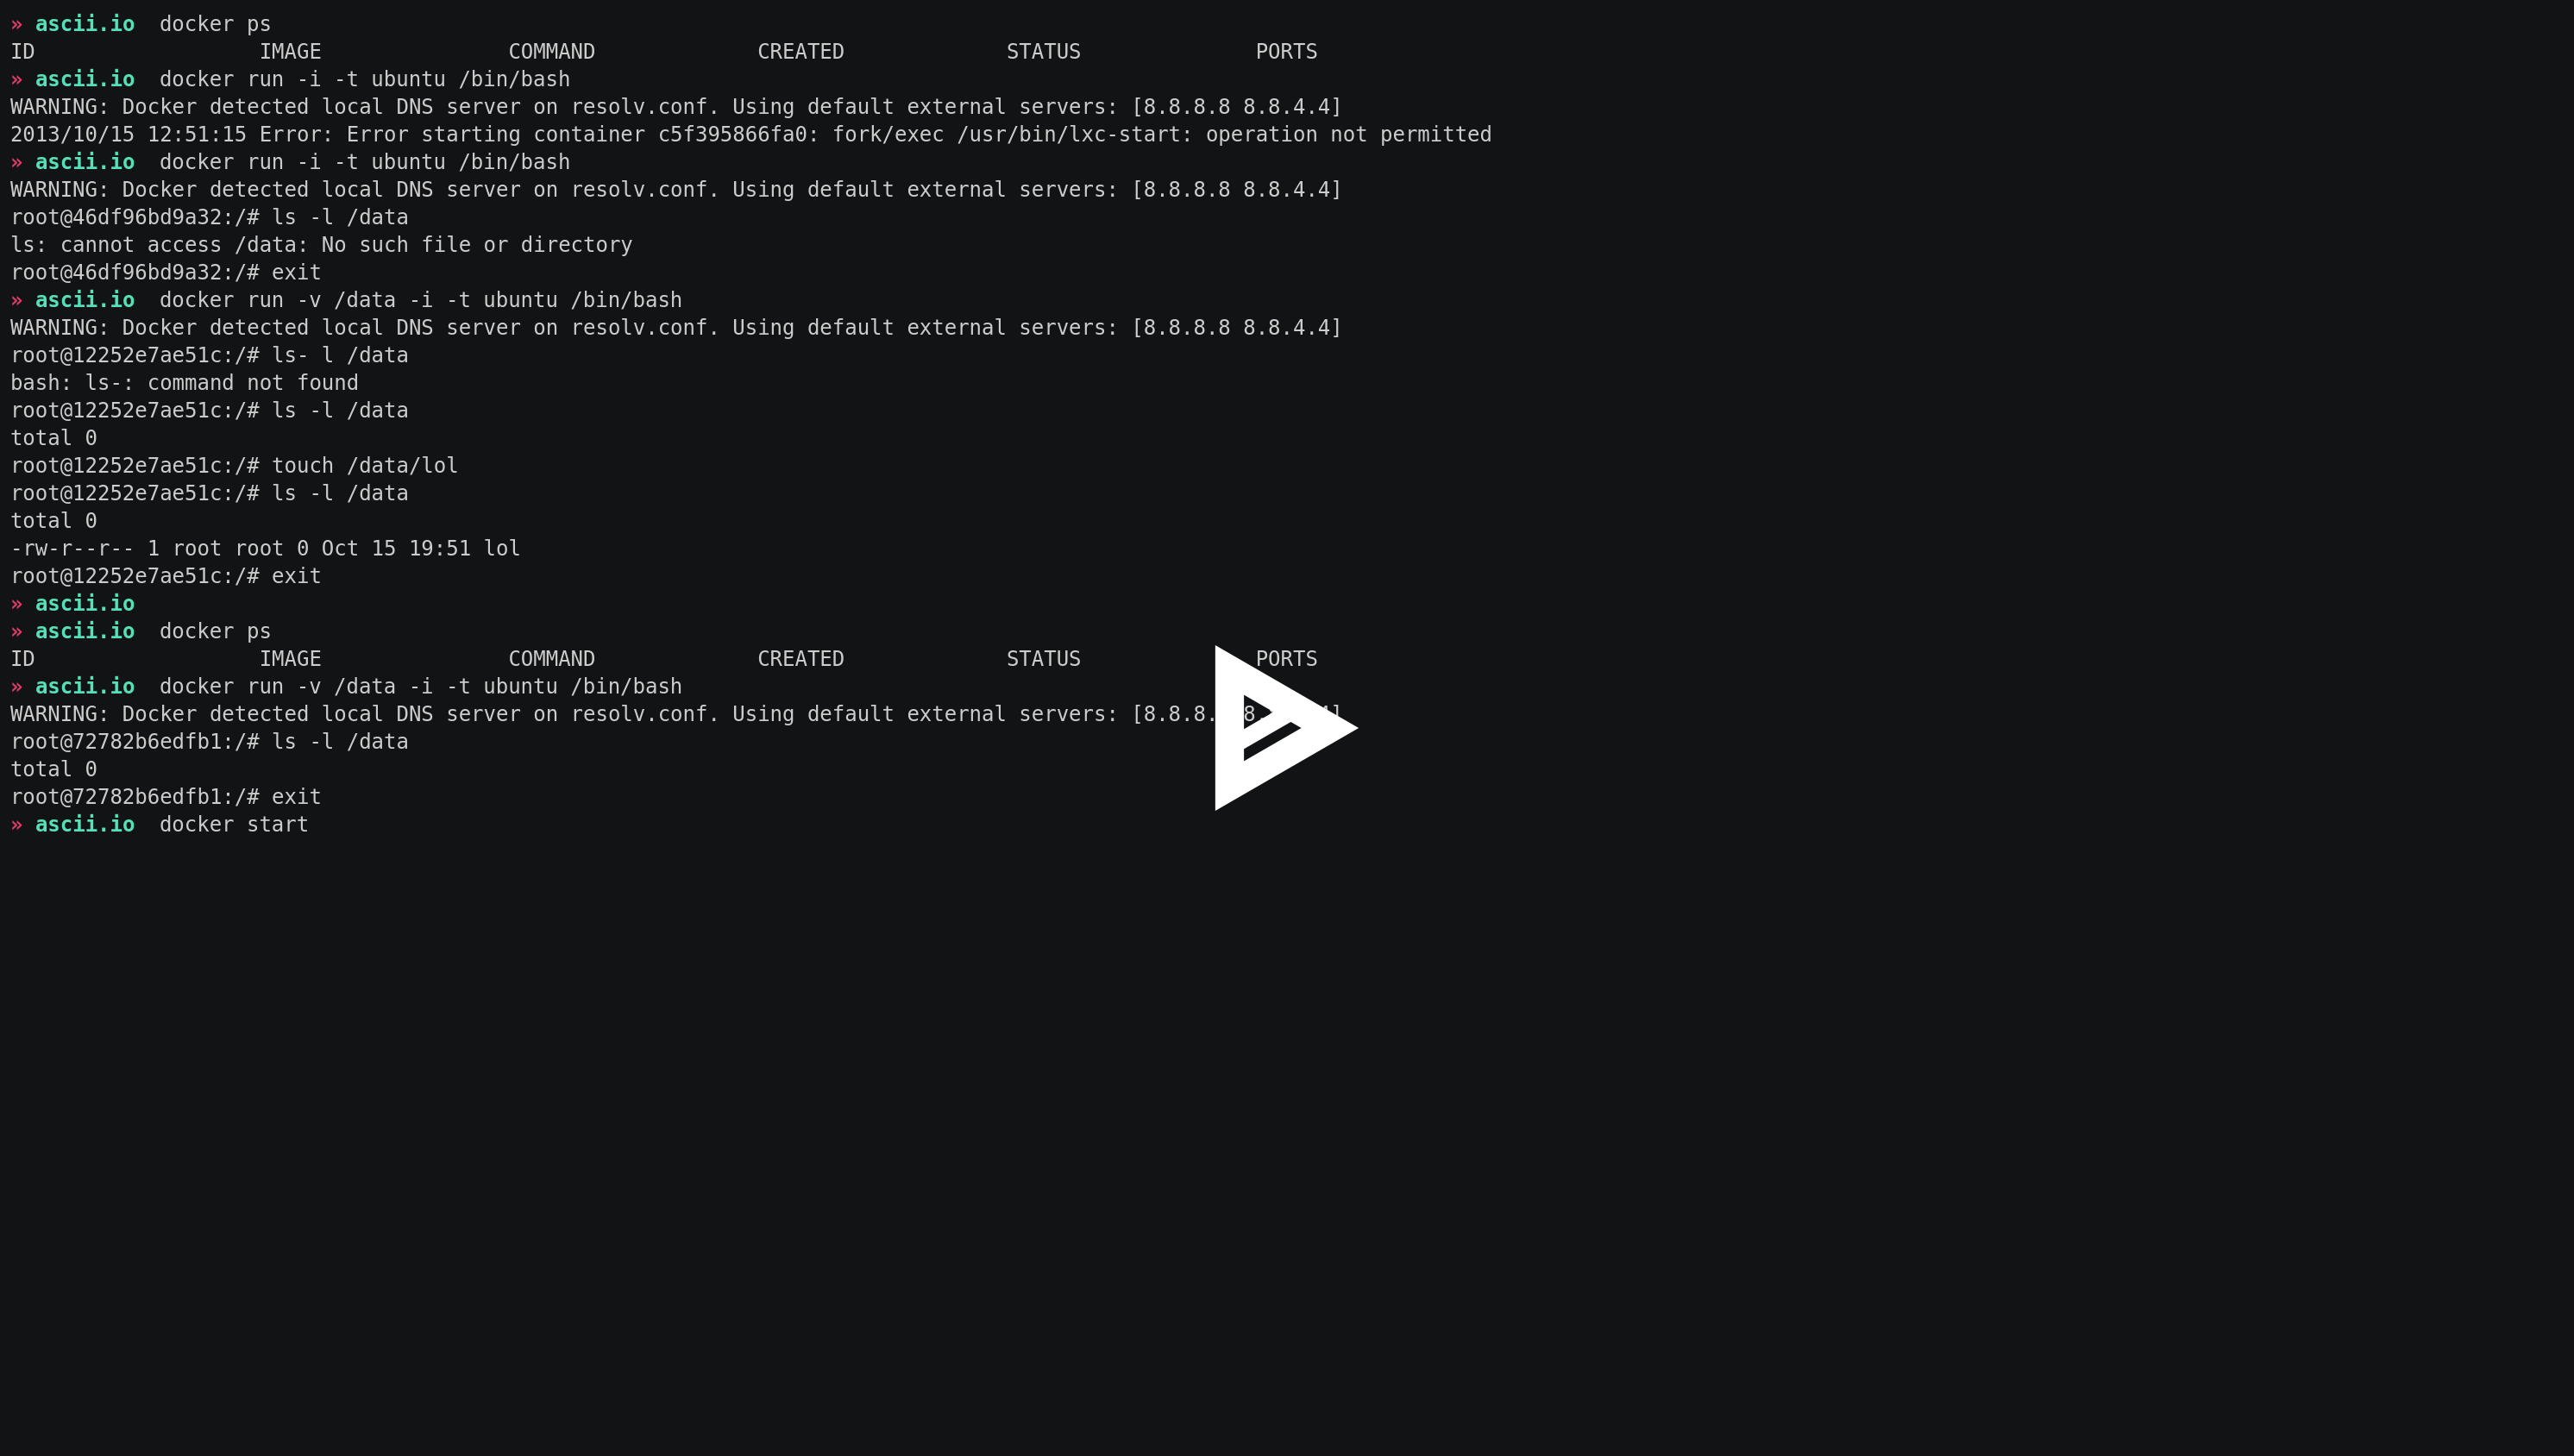 » ascii.io  docker ps
ID                  IMAGE               COMMAND             CREATED             STATUS              PORTS
» ascii.io  docker run -i -t ubuntu /bin/bash
WARNING: Docker detected local DNS server on resolv.conf. Using default external servers: [8.8.8.8 8.8.4.4]
2013/10/15 12:51:15 Error: Error starting container c5f395866fa0: fork/exec /usr/bin/lxc-start: operation not permitted
» ascii.io  docker run -i -t ubuntu /bin/bash
WARNING: Docker detected local DNS server on resolv.conf. Using default external servers: [8.8.8.8 8.8.4.4]
root@46df96bd9a32:/# ls -l /data
ls: cannot access /data: No such file or directory
root@46df96bd9a32:/# exit
» ascii.io  docker run -v /data -i -t ubuntu /bin/bash
WARNING: Docker detected local DNS server on resolv.conf. Using default external servers: [8.8.8.8 8.8.4.4]
root@12252e7ae51c:/# ls- l /data
bash: ls-: command not found
root@12252e7ae51c:/# ls -l /data
total 0
root@12252e7ae51c:/# touch /data/lol
root@12252e7ae51c:/# ls -l /data
total 0
-rw-r--r-- 1 root root 0 Oct 15 19:51 lol
root@12252e7ae51c:/# exit
» ascii.io
» ascii.io  docker ps
ID                  IMAGE               COMMAND             CREATED             STATUS              PORTS
» ascii.io  docker run -v /data -i -t ubuntu /bin/bash
WARNING: Docker detected local DNS server on resolv.conf. Using default external servers:
root@72782b6edfb1:/# ls -l /data
total 0
root@72782b6edfb1:/# exit
» ascii.io  docker start